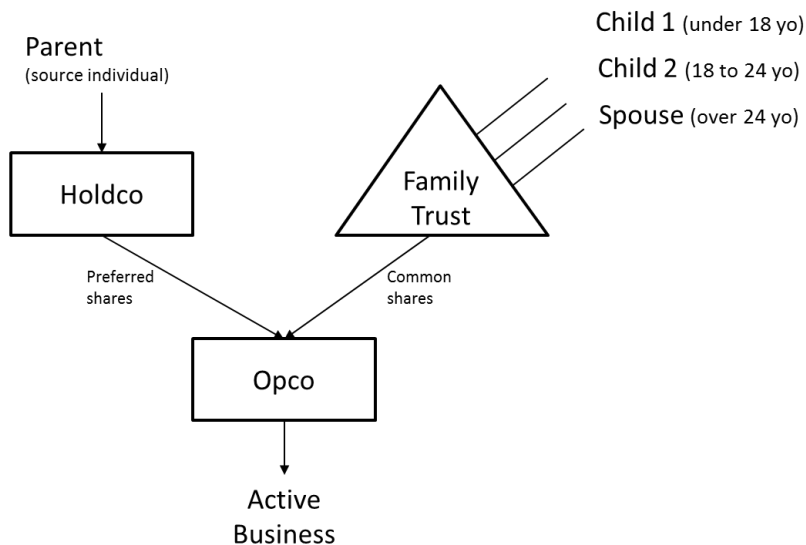 Parent
(source individual)
Child 1 (under 18 yo)
Child 2 (18 to 24 yo)
Spouse (over 24 yo)
Holdco
Family
Trust
Preferred
shares
Common
shares
Opco
Active
Business